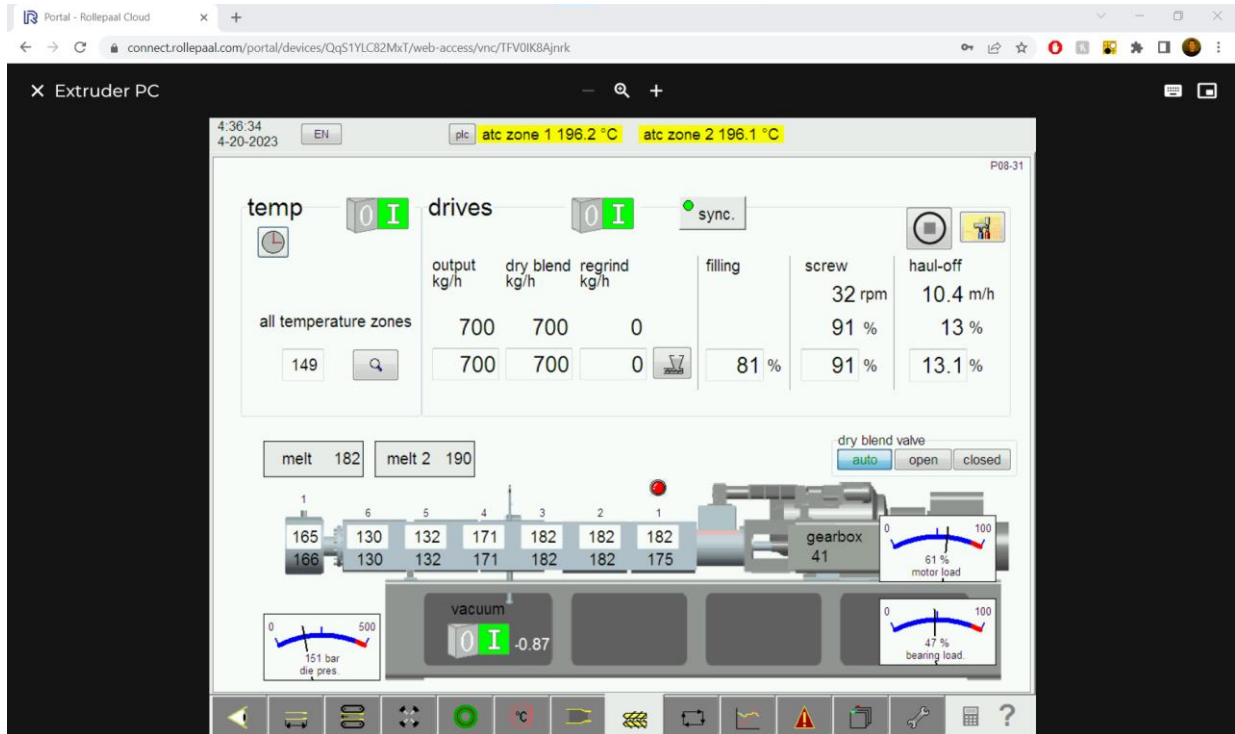 Portal - Rollepaal Cloud
connect.rollepaal.com/portal/devices/QqS1YLC82MxT/web-access/vnc/TFV0IK8Ajnrk
Extruder PC
4:36:34
4-20-2023
EN
plc atc zone 1 196.2 °C atc zone 2 196.1 °C
P08-31
temp 0 I drives 0 I sync.
output dry blend regrind filling screw haul-off
kg/h kg/h kg/h
32 rpm 10.4 m/h
all temperature zones 700 700 0 91 % 13 %
149 700 700 0 81 % 91 % 13.1 %
dry blend valve
auto open closed
melt 182 melt 2 190
1
6 5 4 3 2 1
165 130 132 171 182 182 182
166 130 132 171 182 182 175
gearbox
41
0 100
61 %
motor load
vacuum
0 I -0.87
0 500
151 bar
die pres.
0 100
47 %
bearing load.
°C
?